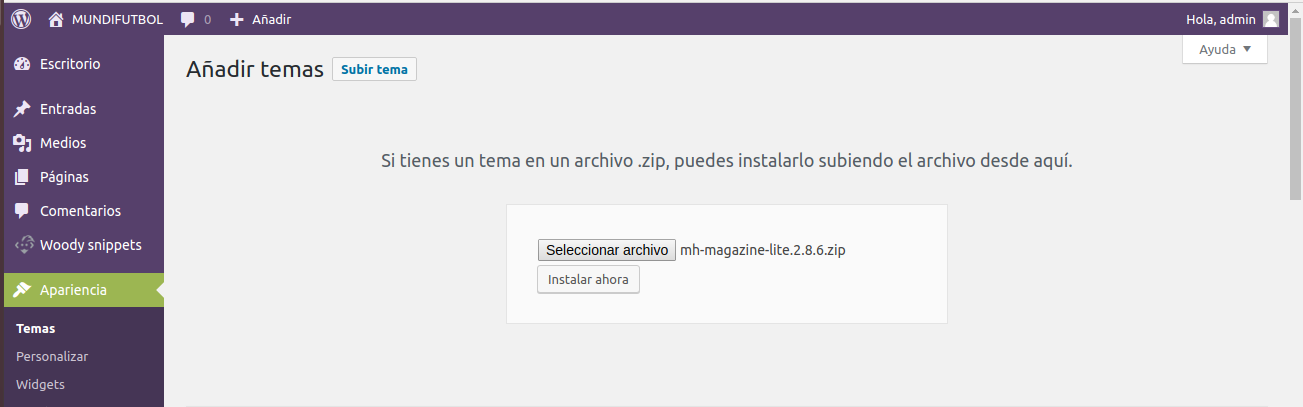 MUNDIFUTBOL 0 Añadir Hola, admin
Ayuda
Escritorio
Entradas
Medios
Páginas
Comentarios
Woody snippets
Apariencia
Temas
Personalizar
Widgets
Añadir temas Subir tema
Si tienes un tema en un archivo .zip, puedes instalarlo subiendo el archivo desde aquí.
Seleccionar archivo mh-magazine-lite.2.8.6.zip
Instalar ahora